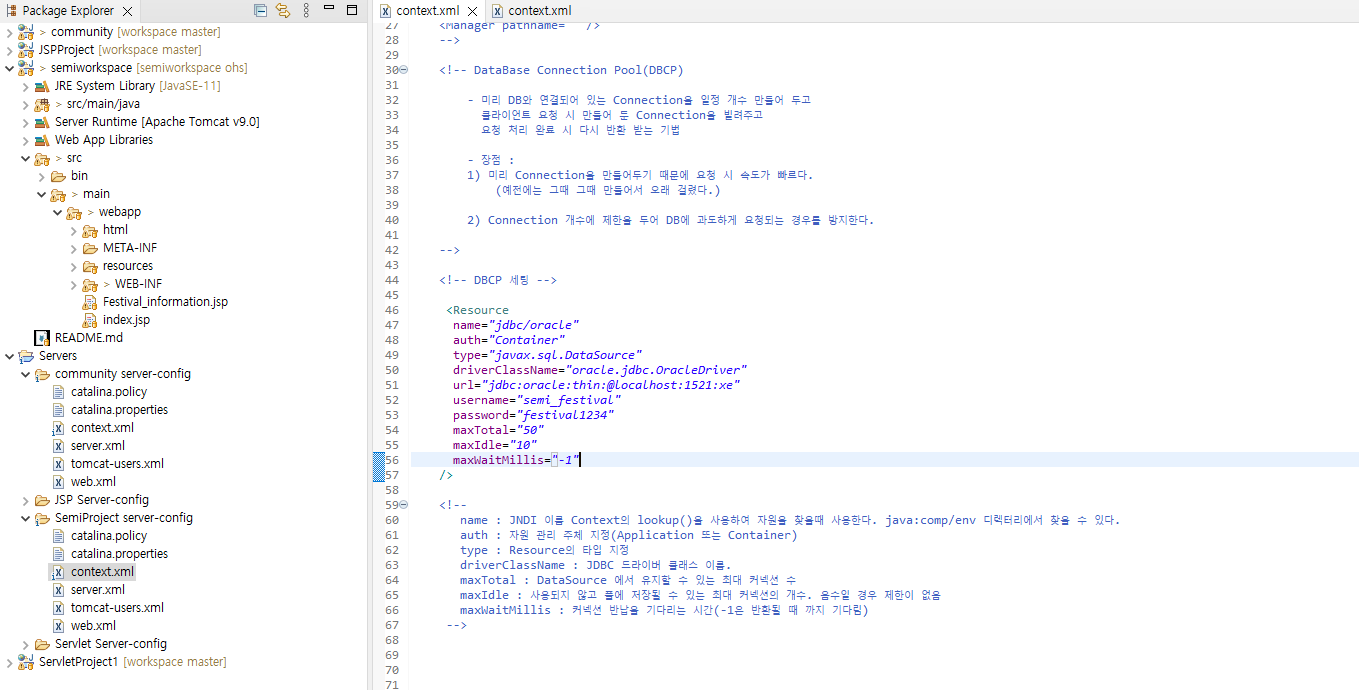 Package Explorer
> community [workspace master]
JSPProject [workspace master]
> semiworkspace [semiworkspace ohs]
JRE System Library [JavaSE-11]
> src/main/java
Server Runtime [Apache Tomcat v9.0]
Web App Libraries
> src
bin
> main
> webapp
html
META-INF
resources
> WEB-INF
Festival_information.jsp
index.jsp
README.md
Servers
community server-config
catalina.policy
catalina.properties
context.xml
server.xml
tomcat-users.xml
web.xml
JSP Server-config
SemiProject server-config
catalina.policy
catalina.properties
context.xml
server.xml
tomcat-users.xml
web.xml
Servlet Server-config
ServletProject1 [workspace master]
context.xml
context.xml
27 <Manager pathname="" />
28 -->
29
30 <!-- DataBase Connection Pool(DBCP)
31
32 - 미리 DB와 연결되어 있는 Connection을 일정 개수 만들어 두고
33 클라이언트 요청 시 만들어 둔 Connection을 빌려주고
34 요청 처리 완료 시 다시 반환 받는 기법
35
36 - 장점 :
37 1) 미리 Connection을 만들어두기 때문에 요청 시 속도가 빠르다.
38 (예전에는 그때 그때 만들어서 오래 걸렸다.)
39
40 2) Connection 개수에 제한을 두어 DB에 과도하게 요청되는 경우를 방지한다.
41
42 -->
43
44 <!-- DBCP 세팅 -->
45
46 <Resource
47 name="jdbc/oracle"
48 auth="Container"
49 type="javax.sql.DataSource"
50 driverClassName="oracle.jdbc.OracleDriver"
51 url="jdbc:oracle:thin:@localhost:1521:xe"
52 username="semi_festival"
53 password="festival1234"
54 maxTotal="50"
55 maxIdle="10"
56 maxWaitMillis="-1"
57 />
58
59 <!--
60 name : JNDI 이름 Context의 lookup()을 사용하여 자원을 찾을때 사용한다. java:comp/env 디렉터리에서 찾을 수 있다.
61 auth : 자원 관리 주체 지정(Application 또는 Container)
62 type : Resource의 타입 지정
63 driverClassName : JDBC 드라이버 클래스 이름.
64 maxTotal : DataSource 에서 유지할 수 있는 최대 커넥션 수
65 maxIdle : 사용되지 않고 풀에 저장될 수 있는 최대 커넥션의 개수. 음수일 경우 제한이 없음
66 maxWaitMillis : 커넥션 반납을 기다리는 시간(-1은 반환될 때 까지 기다림)
67 -->
68
69
70
71